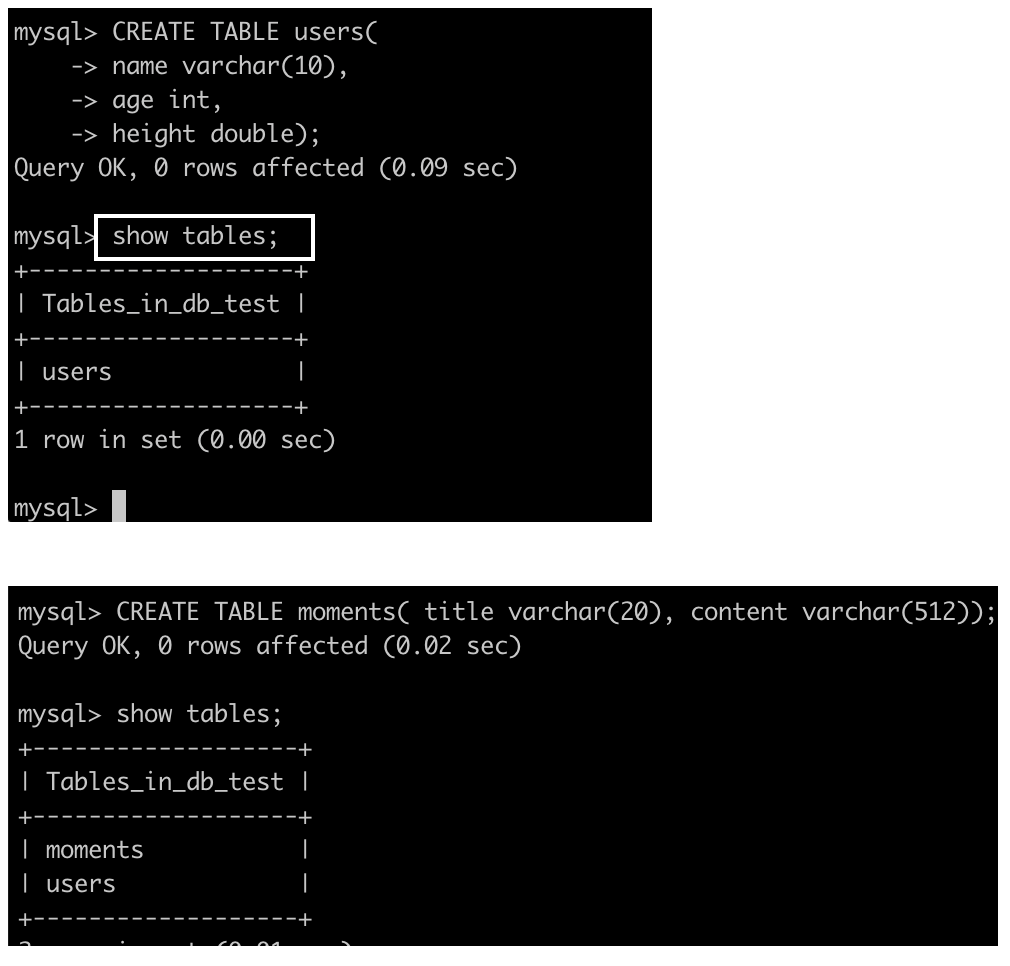 mysql> CREATE TABLE users(
    -> name varchar(10),
    -> age int,
    -> height double);
Query OK, 0 rows affected (0.09 sec)
mysql> show tables;
+-------------------+
| Tables_in_db_test |
+-------------------+
| users             |
+-------------------+
1 row in set (0.00 sec)
mysql>
mysql> CREATE TABLE moments( title varchar(20), content varchar(512));
Query OK, 0 rows affected (0.02 sec)
mysql> show tables;
+-------------------+
| Tables_in_db_test |
+-------------------+
| moments           |
| users             |
+-------------------+